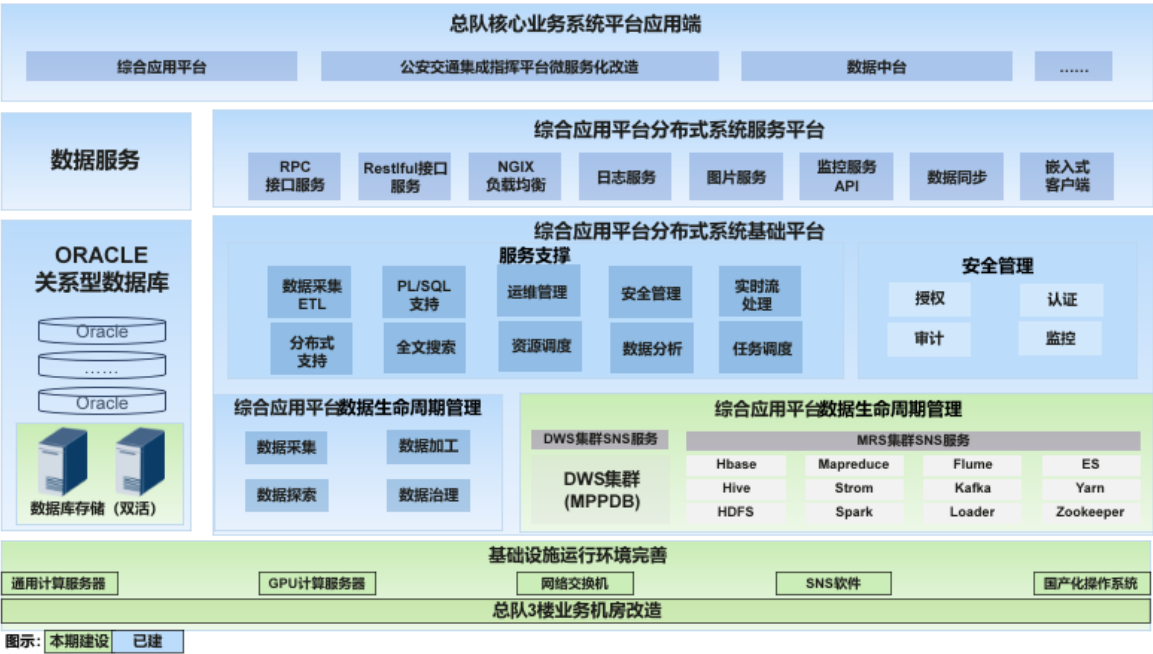 总队核心业务系统平台应用端
综合应用平台
公安交通集成指挥平台微服务化改造
数据中台
......
数据服务
综合应用平台分布式系统服务平台
RPC
接口服务
Restlful接口
服务
NGIX
负载均衡
日志服务
图片服务
监控服务
API
数据同步
嵌入式
客户端
ORACLE
关系型数据库
Oracle
......
Oracle
数据库存储（双活）
综合应用平台分布式系统基础平台
服务支撑
数据采集
ETL
PL/SQL
支持
运维管理
安全管理
实时流
处理
分布式
支持
全文搜索
资源调度
数据分析
任务调度
安全管理
授权
认证
审计
监控
综合应用平台数据生命周期管理
数据采集
数据加工
数据探索
数据治理
综合应用平台数据生命周期管理
DWS集群SNS服务
DWS集群
(MPPDB)
MRS集群SNS服务
Hbase
Mapreduce
Flume
ES
Hive
Strom
Kafka
Yarn
HDFS
Spark
Loader
Zookeeper
基础设施运行环境完善
通用计算服务器
GPU计算服务器
网络交换机
SNS软件
国产化操作系统
总队3楼业务机房改造
图示：
本期建设
已建